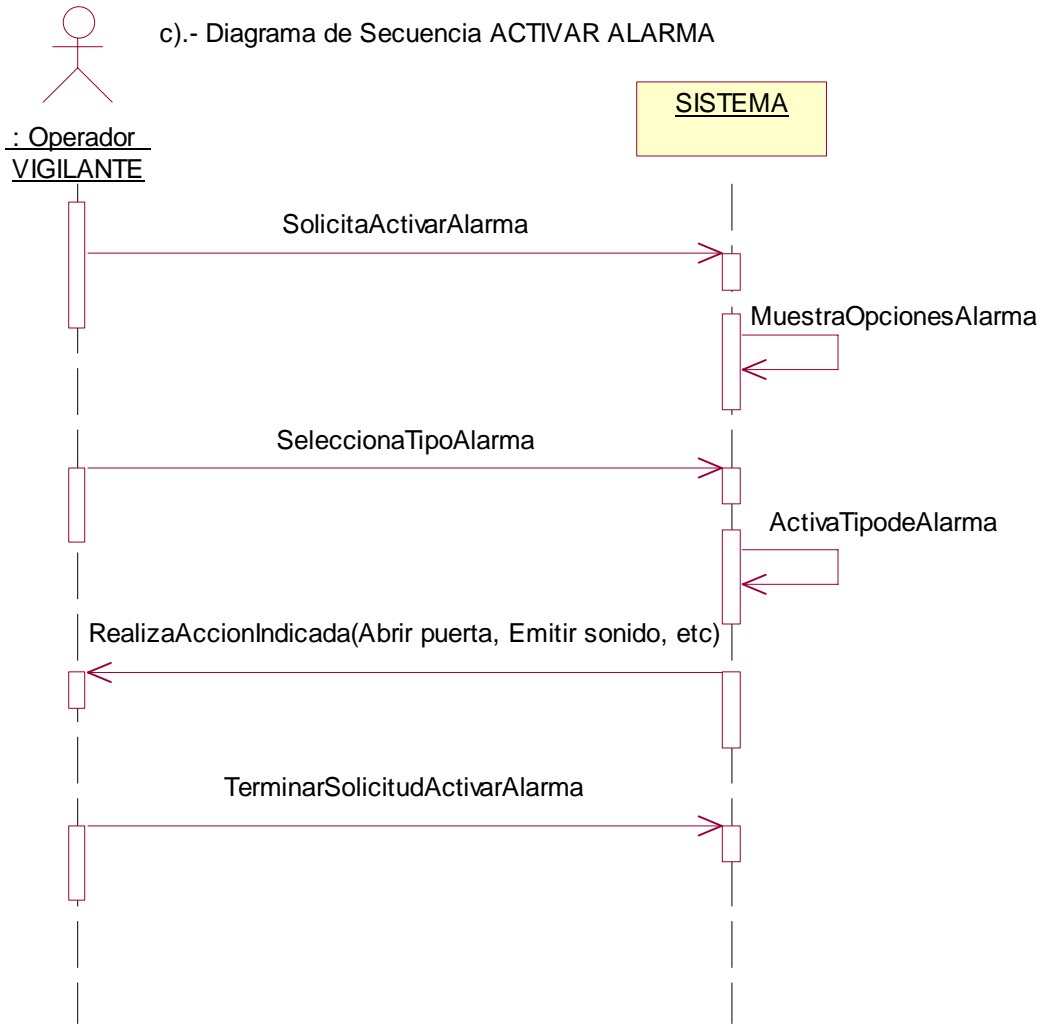 c).- Diagrama de Secuencia ACTIVAR ALARMA
SISTEMA
: Operador
VIGILANTE
SolicitaActivarAlarma
MuestraOpcionesAlarma
SeleccionaTipoAlarma
ActivaTipodeAlarma
RealizaAccionIndicada(Abrir puerta, Emitir sonido, etc)
TerminarSolicitudActivarAlarma